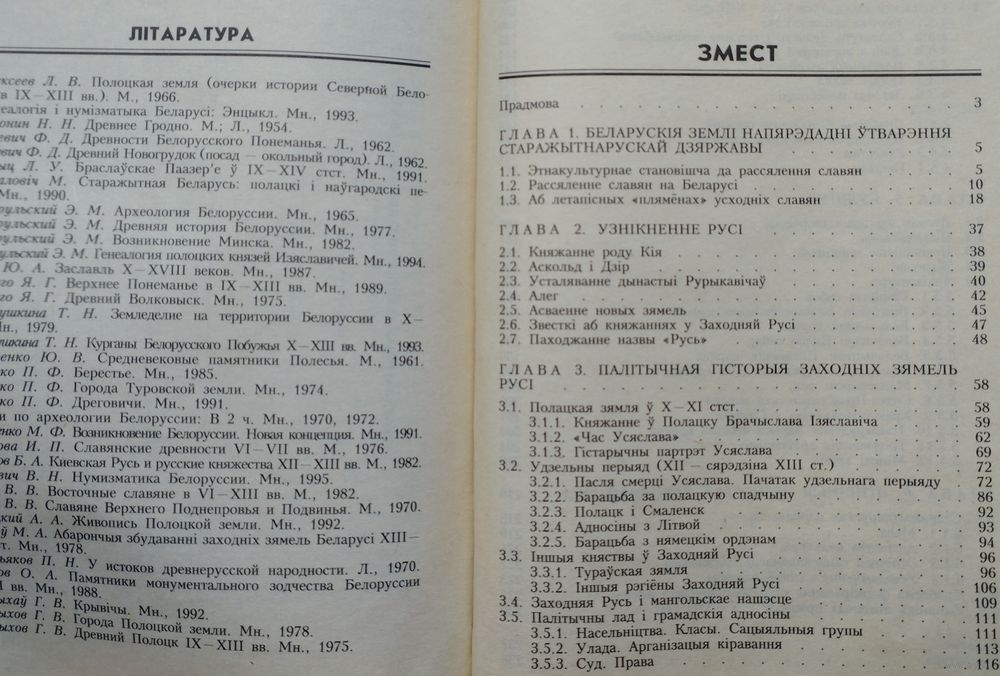 ЛІТАРАТУРА
Л. В. Полоцкая земля (очерки истории Северной Бело-
в IX—XIII вв.). М., 1966.
і нумізматыка Беларусі: Энцыкл. Мн., 1993.
Н. Н. Древнее Гродно. М.; Л., 1954.
Ф. Д. Древности Белорусского Понеманья. Л., 1962.
Ф. Д. Древний Новогрудок (посад — окольный город). Л., 1962.
Л. У. Браслаўскае Паазер'е ў IX—XIV стст. Мн., 1991.
М. Старажытная Беларусь: полацкі і наўгародскі пе-
Мн., 1990.
Э. М. Археология Белоруссии. Мн., 1965.
Э. М. Древняя история Белоруссии. Мн., 1977.
Э. М. Возникновение Минска. Мн., 1982.
Э. М. Генеалогия полоцких князей Изяславичей. Мн., 1994.
Ю. А. Заславль X—XVIII веков. Мн., 1987.
Я. Г. Верхнее Понеманье в IX—XIII вв. Мн., 1989.
Я. Г. Древний Волковыск. Мн., 1975.
Т. Н. Земледелие на территории Белоруссии в X—
1979.
Т. Н. Курганы Белорусского Побужья X—XIII вв. Мн., 1993.
Ю. В. Средневековые памятники Полесья. М., 1961.
П. Ф. Берестье. Мн., 1985.
П. Ф. Города Туровской земли. Мн., 1974.
П. Ф. Дреговичи. Мн., 1991.
по археологии Белоруссии: В 2 ч. Мн., 1970, 1972.
М. Ф. Возникновение Белоруссии. Новая концепция. Мн., 1991.
И. П. Славянские древности VI—VII вв. М., 1976.
Б. А. Киевская Русь и русские княжества XII—XIII вв. М., 1982.
В. Н. Нумизматика Белоруссии. Мн., 1995.
В. В. Восточные славяне в VI—XIII вв. М., 1982.
В. В. Славяне Верхнего Поднепровья и Подвинья. М., 1970.
А. А. Живопись Полоцкой земли. Мн., 1992.
М. А. Абарончыя збудаванні заходніх зямель Беларусі XIII—
Мн., 1978.
П. Н. У истоков древнерусской народности. Л., 1970.
О. А. Памятники монументального зодчества Белоруссии
вв. Мн., 1988.
Г. В. Крывічы. Мн., 1992.
Г. В. Города Полоцкой земли. Мн., 1978.
Г. В. Древний Полоцк IX—XIII вв. Мн., 1975.
ЗМЕСТ
Прадмова . . . 3
ГЛАВА 1. БЕЛАРУСКІЯ ЗЕМЛІ НАПЯРЭДАДНІ ЎТВАРЭННЯ
СТАРАЖЫТНАРУСКАЙ ДЗЯРЖАВЫ . . . 5
1.1. Этнакультурнае становішча да рассялення славян . . . 5
1.2. Рассяленне славян на Беларусі . . . 10
1.3. Аб летапісных «плямёнах» усходніх славян . . . 18
ГЛАВА 2. УЗНІКНЕННЕ РУСІ . . . 37
2.1. Княжанне роду Кія . . . 38
2.2. Аскольд і Дзір . . . 39
2.3. Усталяванне дынастыі Рурыкавічаў . . . 40
2.4. Алег . . . 42
2.5. Асваенне новых зямель . . . 45
2.6. Звесткі аб княжаннях у Заходняй Русі . . . 47
2.7. Паходжанне назвы «Русь» . . . 48
ГЛАВА 3. ПАЛІТЫЧНАЯ ГІСТОРЫЯ ЗАХОДНІХ ЗЯМЕЛЬ
РУСІ . . . 58
3.1. Полацкая зямля ў X—XI стст. . . . 58
3.1.1. Княжанне ў Полацку Брачыслава Ізяславіча . . . 59
3.1.2. «Час Усяслава» . . . 62
3.1.3. Гістарычны партрэт Усяслава . . . 69
3.2. Удзельны перыяд (XII — сярэдзіна XIII ст.) . . . 72
3.2.1. Пасля смерці Усяслава. Пачатак удзельнага перыяду . 72
3.2.2. Барацьба за полацкую спадчыну . . . 86
3.2.3. Полацк і Смаленск . . . 92
3.2.4. Адносіны з Літвой . . . 93
3.2.5. Барацьба з нямецкім ордэнам . . . 94
3.3. Іншыя княствы ў Заходняй Русі . . . 96
3.3.1. Тураўская зямля . . . 96
3.3.2. Іншыя рэгіёны Заходняй Русі . . . 106
3.4. Заходняя Русь і мангольскае нашэсце . . . 109
3.5. Палітычны лад і грамадскія адносіны . . . 111
3.5.1. Насельніцтва. Класы. Сацыяльныя групы . . . 111
3.5.2. Улада. Арганізацыя кіравання . . . 113
3.5.3. Суд. Права . . . 116